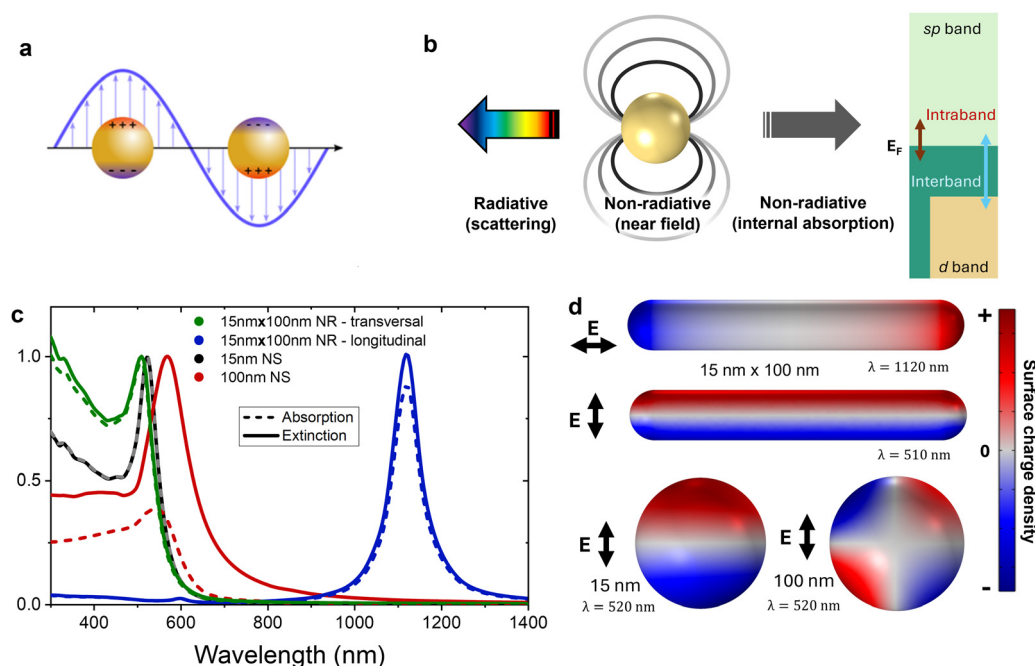 a
+++
---
---
+++
b
Radiative
(scattering)
Non-radiative
(near field)
Non-radiative
(internal absorption)
sp band
Intraband
EF
Interband
d band
c
15nmx100nm NR - transversal
15nmx100nm NR - longitudinal
15nm NS
100nm NS
Absorption
Extinction
1.0
0.5
0.0
400
600
800
1000
1200
1400
Wavelength (nm)
d
E
15 nm x 100 nm
λ = 1120 nm
E
λ = 510 nm
E
15 nm
λ = 520 nm
E
100 nm
λ = 520 nm
+
0
-
Surface charge density